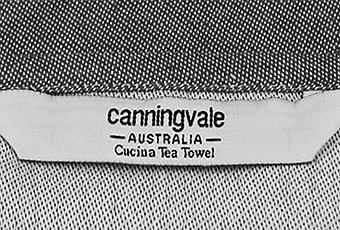 canningvale
— AUSTRALIA —
Cucina Tea Towel